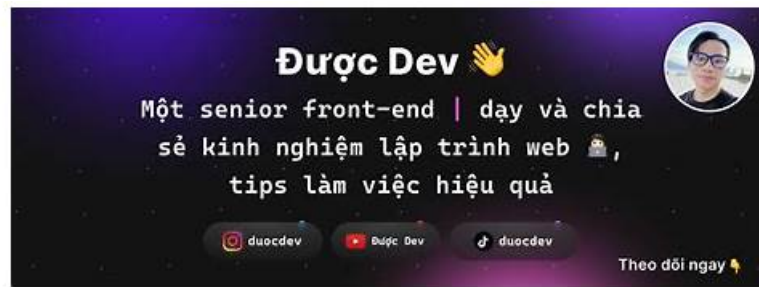 Được Dev 👋
Một senior front-end | dạy và chia
sẻ kinh nghiệm lập trình web 👨🏻‍💻,
tips làm việc hiệu quả
duocdev
Được Dev
duocdev
Theo dõi ngay👇